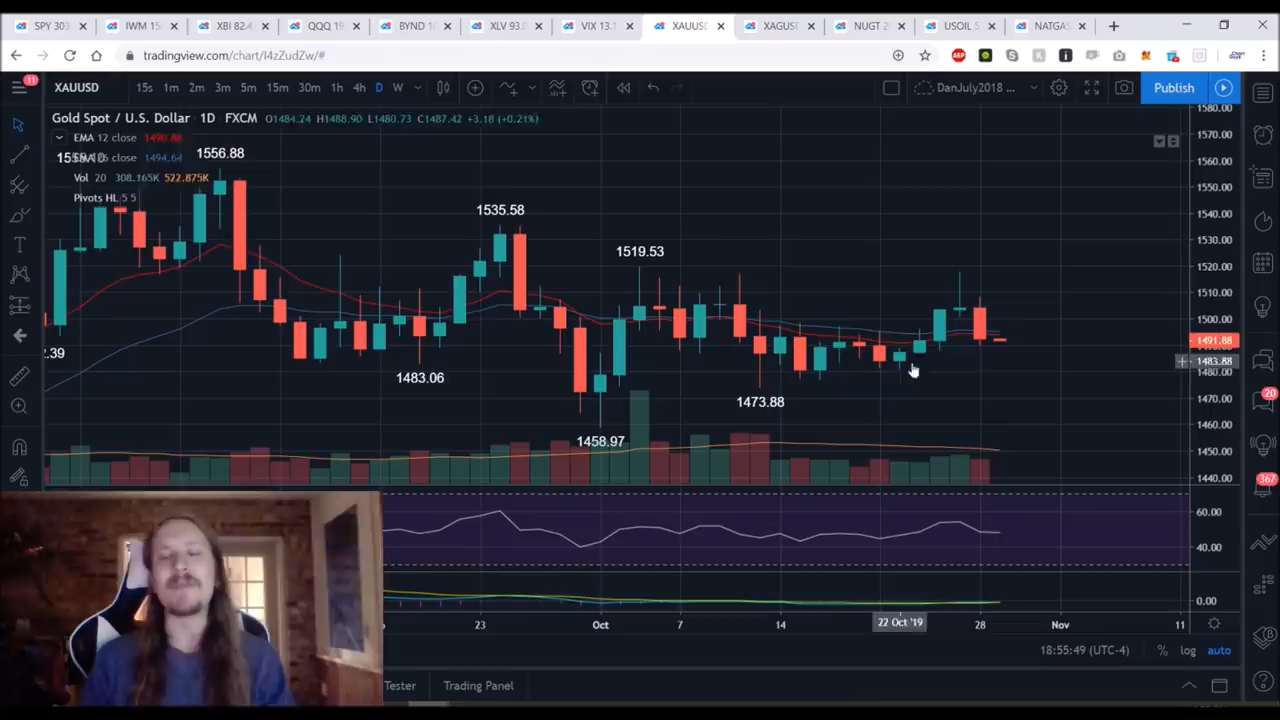 SPY 303
IWM 15
XBI 82.4
QQQ 19
BYND 10
XLV 93.0
VIX 13.1
XAUUS
XAGUS
NUGT 2
USOIL 5
NATGAS
tradingview.com/chart/l4zZudZw/#
ABP
11
XAUUSD
15s 1m 2m 3m 5m 15m 30m 1h 4h D W
DanJuly2018 ...
Publish
Gold Spot / U.S. Dollar · 1D · FXCM O1484.24 H1488.90 L1480.73 C1487.42 +3.18 (+0.21%)
EMA 12 close 1490.88
close 1494.64
Vol 20 308.165K 522.875K
Pivots HL 5 5
1556.88
1535.58
1519.53
1483.06
1473.88
1458.97
2.39
1580.00
1570.00
1560.00
1550.00
1540.00
1530.00
1520.00
1510.00
1500.00
1491.88
1483.88
1480.00
1470.00
1460.00
1450.00
1440.00
60.00
40.00
0.00
20
367
23
Oct
7
14
22 Oct '19
28
Nov
11
18:55:49 (UTC-4)
% log auto
Tester
Trading Panel